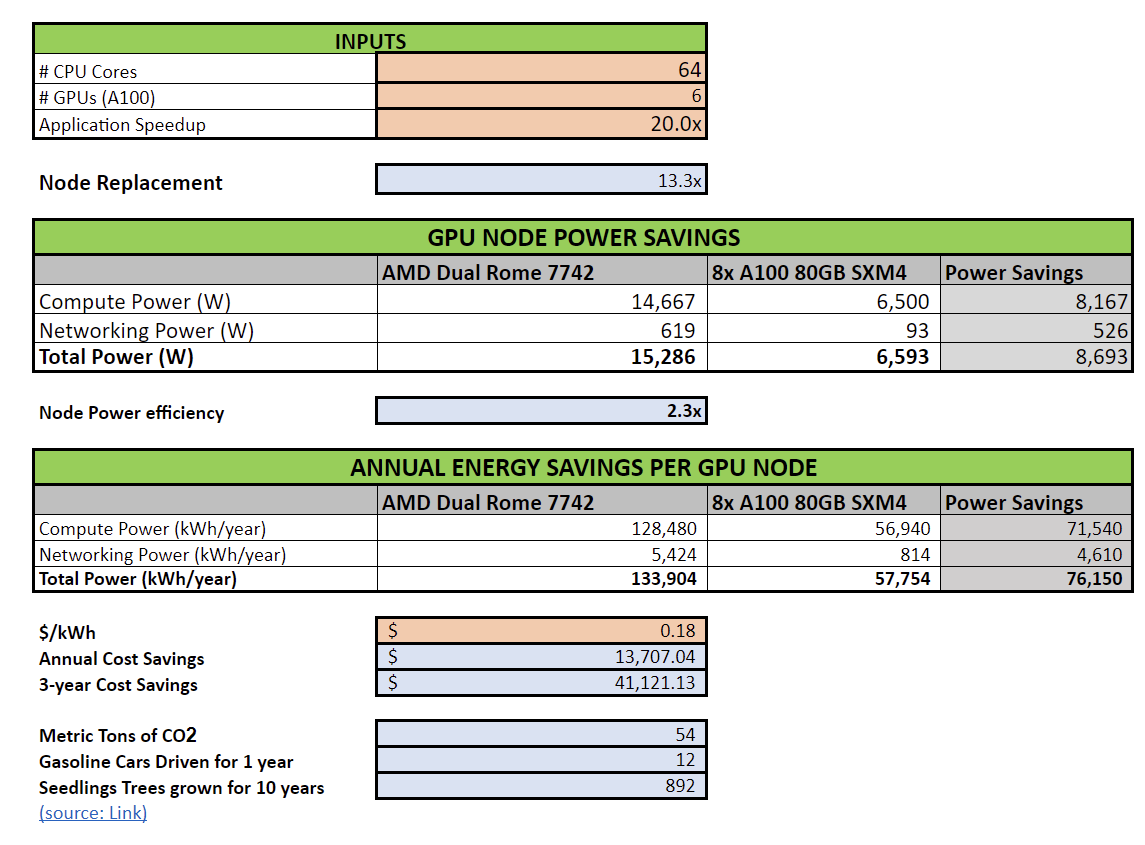 INPUTS
# CPU Cores 64
# GPUs (A100) 6
Application Speedup 20.0x
Node Replacement 13.3x
GPU NODE POWER SAVINGS
AMD Dual Rome 7742 8x A100 80GB SXM4 Power Savings
Compute Power (W) 14,667 6,500 8,167
Networking Power (W) 619 93 526
Total Power (W) 15,286 6,593 8,693
Node Power efficiency 2.3x
ANNUAL ENERGY SAVINGS PER GPU NODE
AMD Dual Rome 7742 8x A100 80GB SXM4 Power Savings
Compute Power (kWh/year) 128,480 56,940 71,540
Networking Power (kWh/year) 5,424 814 4,610
Total Power (kWh/year) 133,904 57,754 76,150
$/kWh $ 0.18
Annual Cost Savings $ 13,707.04
3-year Cost Savings $ 41,121.13
Metric Tons of CO2 54
Gasoline Cars Driven for 1 year 12
Seedlings Trees grown for 10 years 892
(source: Link)